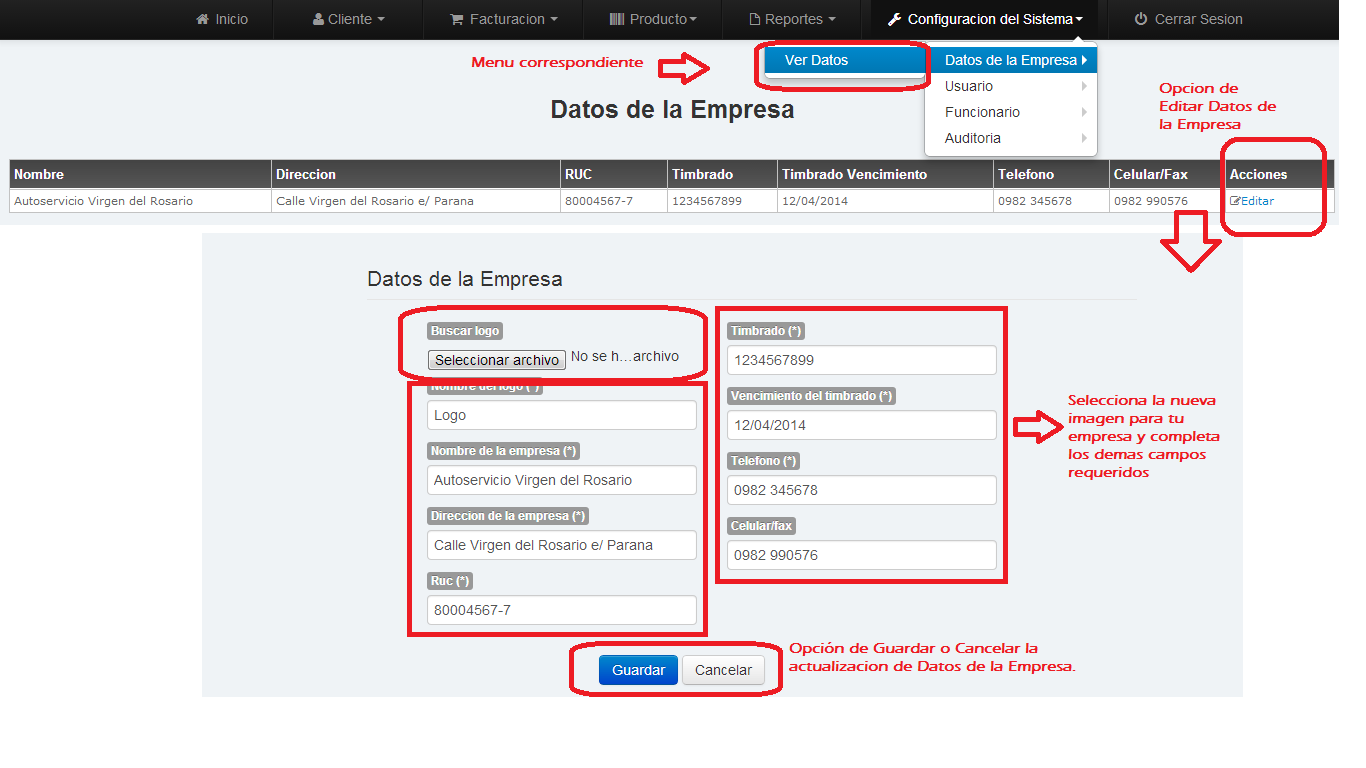 Inicio
Cliente
Facturacion
Producto
Reportes
Configuracion del Sistema
Cerrar Sesion
Menu correspondiente
Ver Datos
Datos de la Empresa
Usuario
Funcionario
Auditoria
Opcion de
Editar Datos de
la Empresa
Datos de la Empresa
Nombre Direccion RUC Timbrado Timbrado Vencimiento Telefono Celular/Fax Acciones
Autoservicio Virgen del Rosario Calle Virgen del Rosario e/ Parana 80004567-7 1234567899 12/04/2014 0982 345678 0982 990576 Editar
Datos de la Empresa
Buscar logo
Seleccionar archivo No se h...archivo
Nombre del logo (*)
Logo
Nombre de la empresa (*)
Autoservicio Virgen del Rosario
Direccion de la empresa (*)
Calle Virgen del Rosario e/ Parana
Ruc (*)
80004567-7
Timbrado (*)
1234567899
Vencimiento del timbrado (*)
12/04/2014
Telefono (*)
0982 345678
Celular/fax
0982 990576
Selecciona la nueva
imagen para tu
empresa y completa
los demas campos
requeridos
Guardar
Cancelar
Opción de Guardar o Cancelar la
actualizacion de Datos de la Empresa.